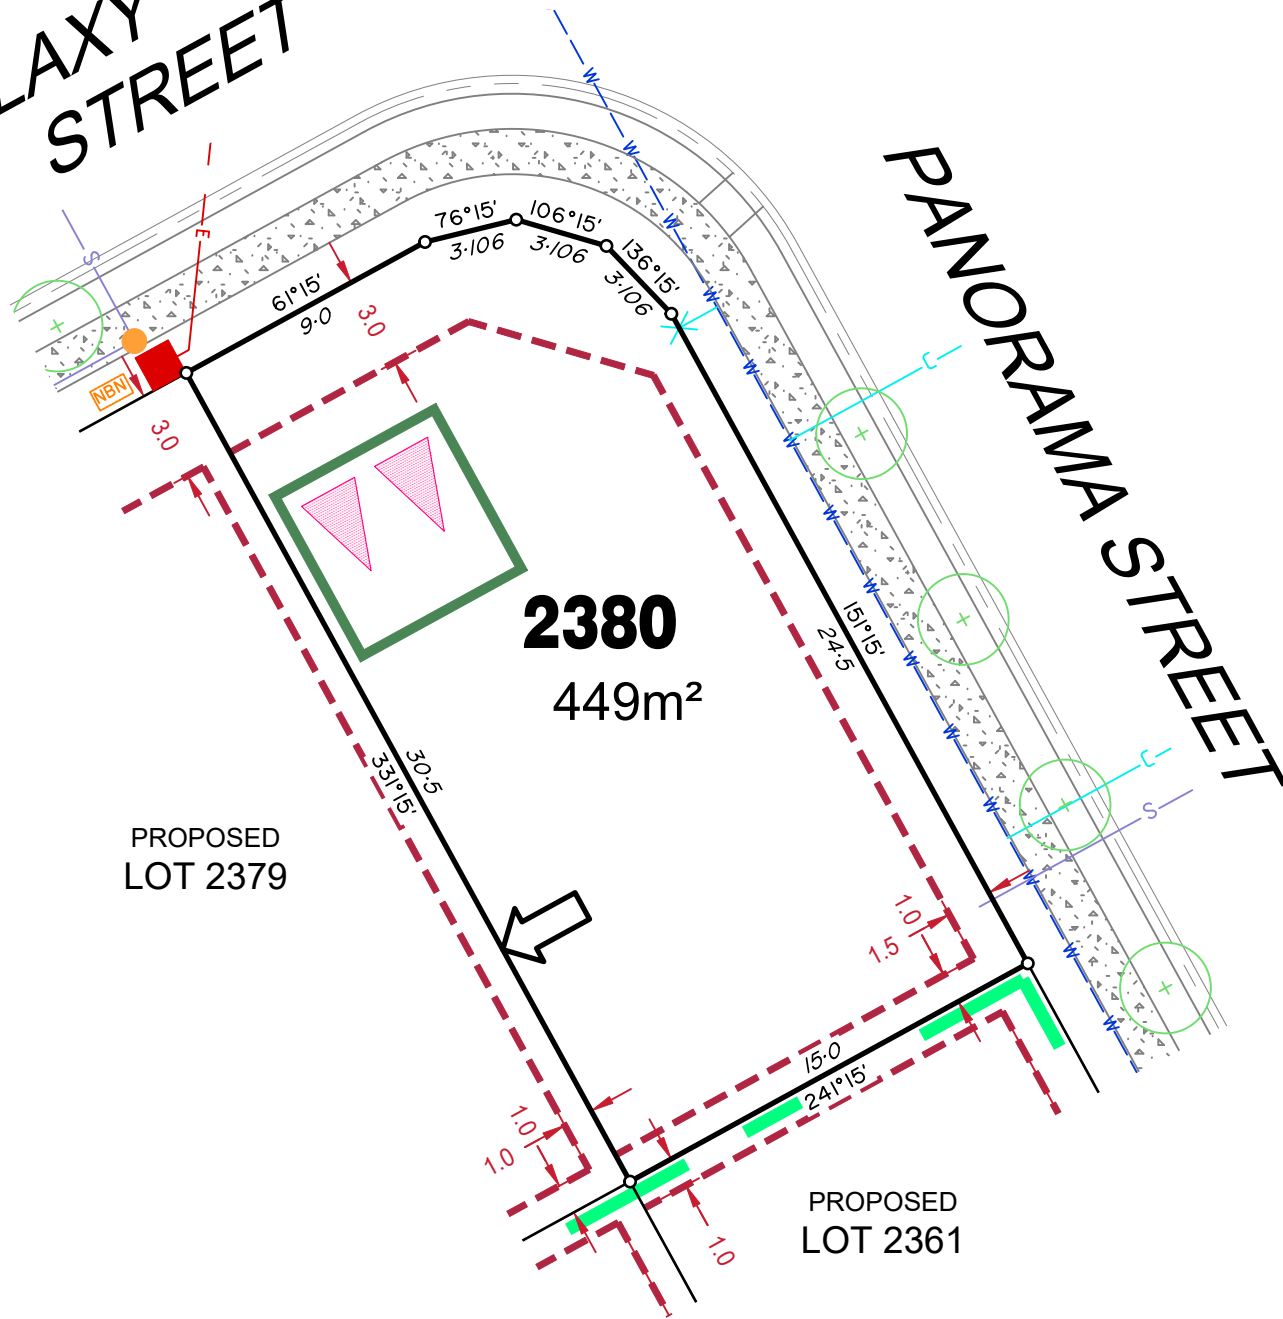 LAXY
STREET
PANORAMA STREET
W
W
W
W
W
W
W
W
W
W
W
W
W
W
E
S
NBN
3.0
61°15'
9·0
3.0
76°15'
3·106
106°15'
3·106
136°15'
3·106
C
151°15'
24·5
2380
449m²
30·5
331°15'
PROPOSED
LOT 2379
C
S
1.0
1.5
15·0
241°15'
1.0
1.0
PROPOSED
LOT 2361
1.0